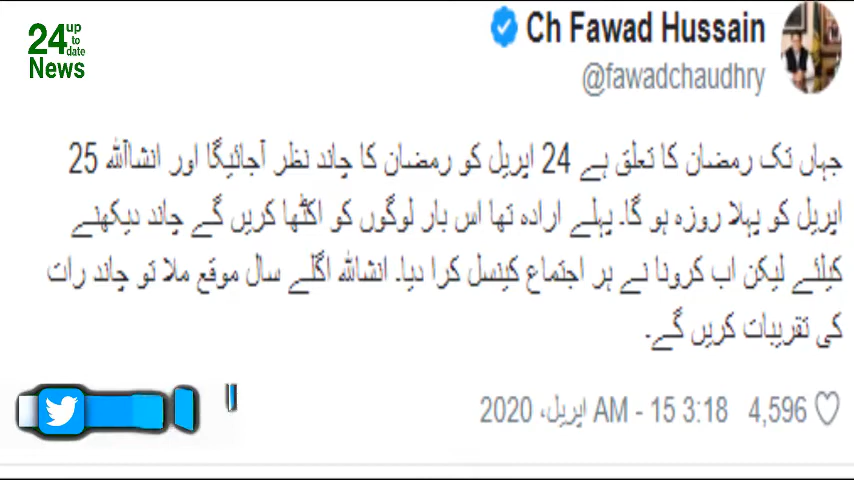 24 up
to
date
News
Ch Fawad Hussain
@fawadchaudhry
جہاں تک رمضان کا تعلق ہے 24 اپریل کو رمضان کا چاند نظر آجائیگا اور انشاﷲ 25
اپریل کو پہلا روزہ ہو گا۔ پہلے ارادہ تھا اس بار لوگوں کو اکٹھا کریں گے چاند دیکھنے
کیلئے لیکن اب کرونا نے ہر اجتماع کینسل کرا دیا۔ انشاﷲ اگلے سال موقع ملا تو چاند رات
کی تقریبات کریں گے۔
4,596 3:18 AM - 15 اپریل، 2020